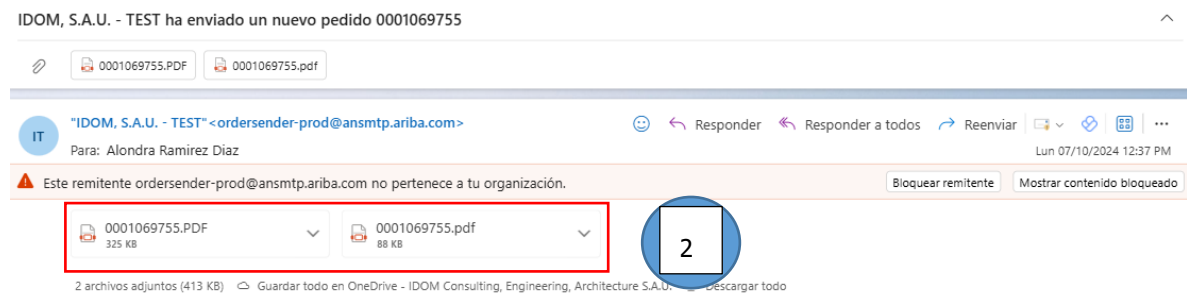 IDOM, S.A.U. - TEST ha enviado un nuevo pedido 0001069755
0001069755.PDF 0001069755.pdf
IT
"IDOM, S.A.U. - TEST"<ordersender-prod@ansmtp.ariba.com>
Responder Responder a todos Reenviar
Para: Alondra Ramirez Diaz
Lun 07/10/2024 12:37 PM
Este remitente ordersender-prod@ansmtp.ariba.com no pertenece a tu organización. Bloquear remitente Mostrar contenido bloqueado
0001069755.PDF 0001069755.pdf
325 KB 88 KB
2
2 archivos adjuntos (413 KB) Guardar todo en OneDrive - IDOM Consulting, Engineering, Architecture S.A.U. Descargar todo